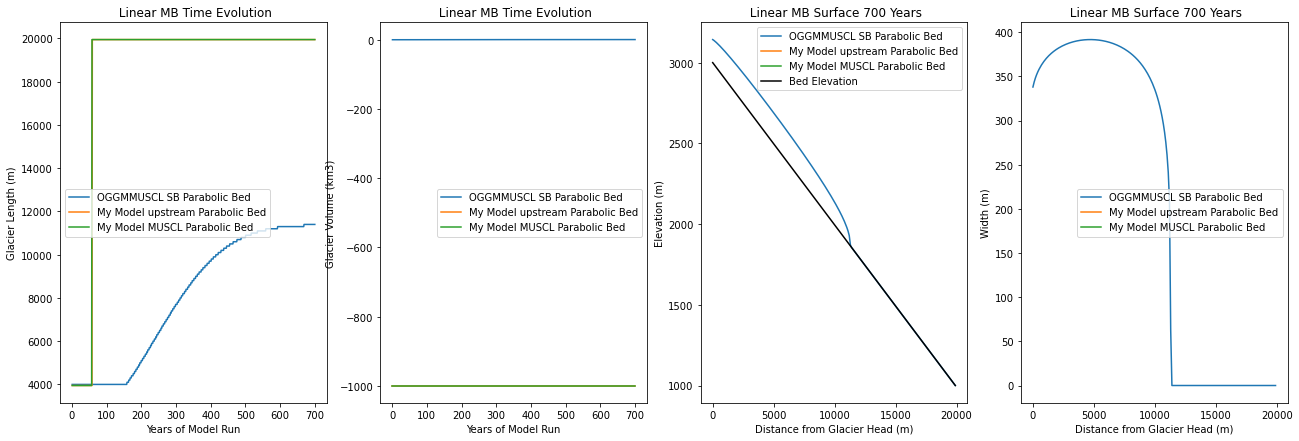 Linear MB Time Evolution
Glacier Length (m)
20000
18000
16000
14000
12000
10000
8000
6000
4000
OGGMMUSCL SB Parabolic Bed
My Model upstream Parabolic Bed
My Model MUSCL Parabolic Bed
0 100 200 300 400 500 600 700
Years of Model Run
Linear MB Time Evolution
Glacier Volume (km3)
0
−200
−400
−600
−800
−1000
OGGMMUSCL SB Parabolic Bed
My Model upstream Parabolic Bed
My Model MUSCL Parabolic Bed
0 100 200 300 400 500 600 700
Years of Model Run
Linear MB Surface 700 Years
Elevation (m)
3000
2500
2000
1500
1000
OGGMMUSCL SB Parabolic Bed
My Model upstream Parabolic Bed
My Model MUSCL Parabolic Bed
Bed Elevation
0 5000 10000 15000 20000
Distance from Glacier Head (m)
Linear MB Surface 700 Years
Width (m)
400
350
300
250
200
150
100
50
0
OGGMMUSCL SB Parabolic Bed
My Model upstream Parabolic Bed
My Model MUSCL Parabolic Bed
0 5000 10000 15000 20000
Distance from Glacier Head (m)